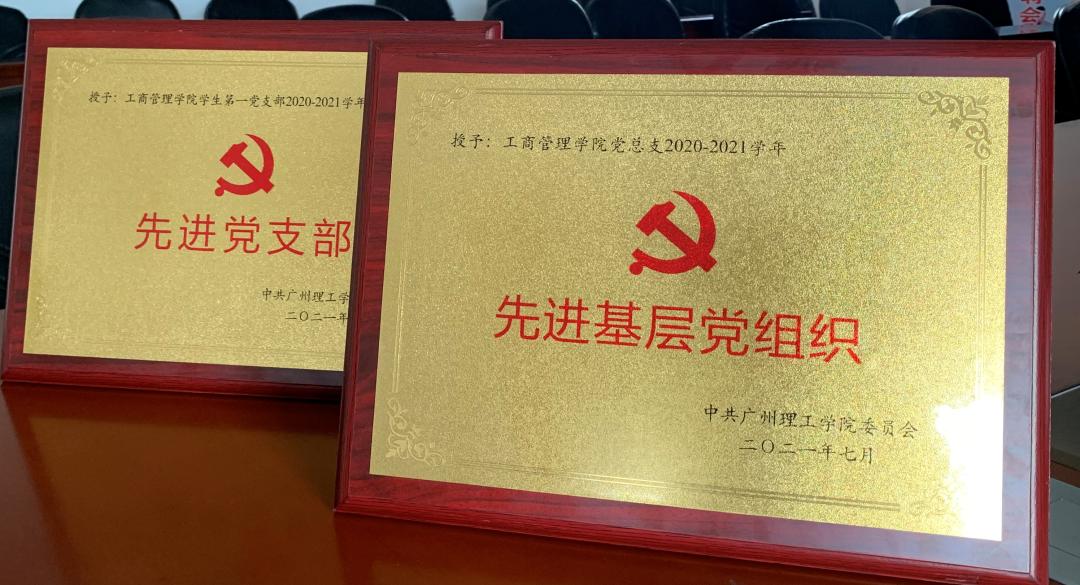 授予：工商管理学院学生第一党支部2020-2021学年
先进党支部
中共广州理工学
二〇二一年
授予：工商管理学院党总支2020-2021学年
先进基层党组织
中共广州理工学院委员会
二〇二一年七月